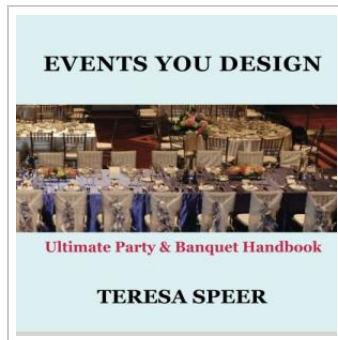 EVENTS YOU DESIGN
Ultimate Party & Banquet Handbook
TERESA SPEER